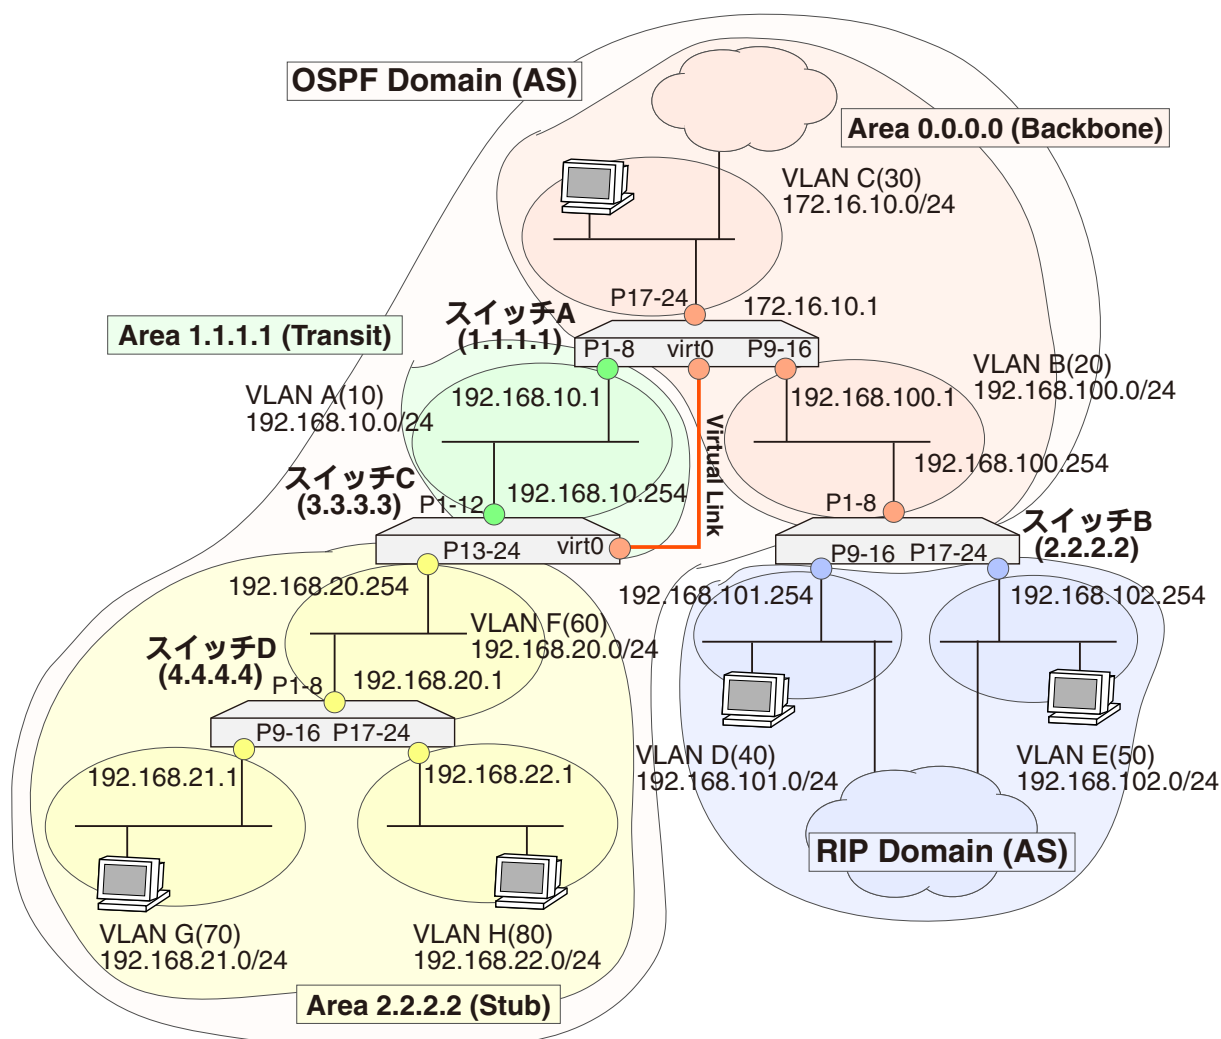 OSPF Domain (AS)
Area 0.0.0.0 (Backbone)
VLAN C(30)
172.16.10.0/24
P17-24
172.16.10.1
スイッチA
(1.1.1.1)
Area 1.1.1.1 (Transit)
P1-8
virt0
P9-16
VLAN B(20)
192.168.100.0/24
VLAN A(10)
192.168.10.0/24
192.168.10.1
192.168.100.1
Virtual Link
192.168.100.254
スイッチC
(3.3.3.3)
P1-12
192.168.10.254
P1-8
スイッチB
(2.2.2.2)
P13-24
virt0
P9-16
P17-24
192.168.20.254
192.168.101.254
192.168.102.254
VLAN F(60)
192.168.20.0/24
スイッチD
(4.4.4.4)
P1-8
192.168.20.1
P9-16
P17-24
192.168.21.1
192.168.22.1
VLAN D(40)
192.168.101.0/24
VLAN E(50)
192.168.102.0/24
RIP Domain (AS)
VLAN G(70)
192.168.21.0/24
VLAN H(80)
192.168.22.0/24
Area 2.2.2.2 (Stub)